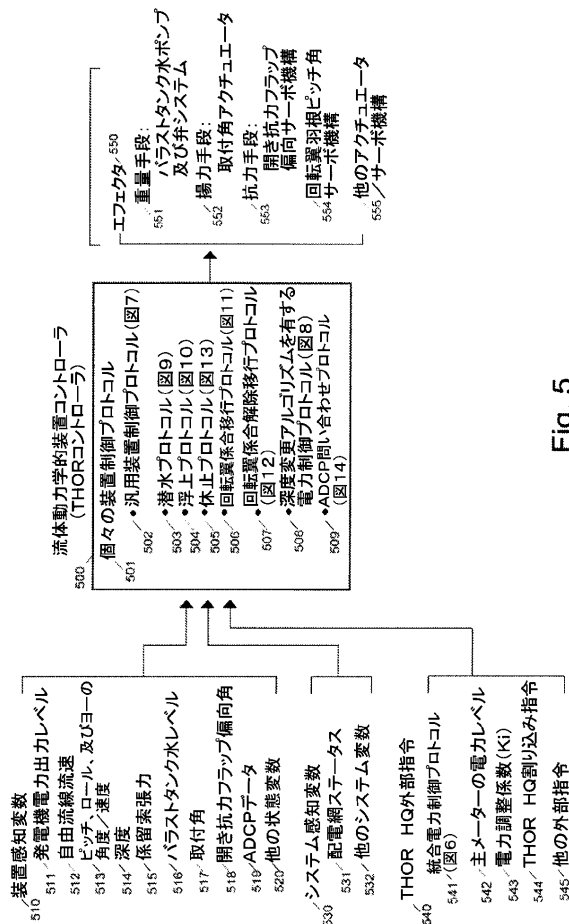 装置感知変数
510
発電機電力出力レベル
511
自由流線流速
512
ピッチ、ロール、及びヨーの
角度/速度
513
深度
514
係留索張力
515
バラストタンク水レベル
516
取付角
517
開き抗力フラップ偏向角
518
ADCPデータ
519
他の状態変数
520
システム感知変数
530
配電網ステータス
531
他のシステム変数
532
THOR HQ外部指令
540
統合電力制御プロトコル
(図6)
541
主メーターの電力レベル
542
電力調整係数(Ki)
543
THOR HQ割り込み指令
544
他の外部指令
545
流体動力学的装置コントローラ
(THORコントローラ)
500
個々の装置制御プロトコル
501
•汎用装置制御プロトコル(図7)
502
•潜水プロトコル(図9)
503
•浮上プロトコル(図10)
504
•休止プロトコル(図13)
505
•回転翼係合移行プロトコル(図11)
506
•回転翼係合解除移行プロトコル
(図12)
507
•深度変更アルゴリズムを有する
電力制御プロトコル(図8)
508
•ADCP問い合わせプロトコル
(図14)
509
エフェクタ
550
重量手段:
バラストタンク水ポンプ
及び弁システム
551
揚力手段:
取付角アクチュエータ
552
抗力手段:
開き抗力フラップ
偏向サーボ機構
553
回転翼羽根ピッチ角
サーボ機構
554
他のアクチュエータ
/サーボ機構
555
Fig. 5